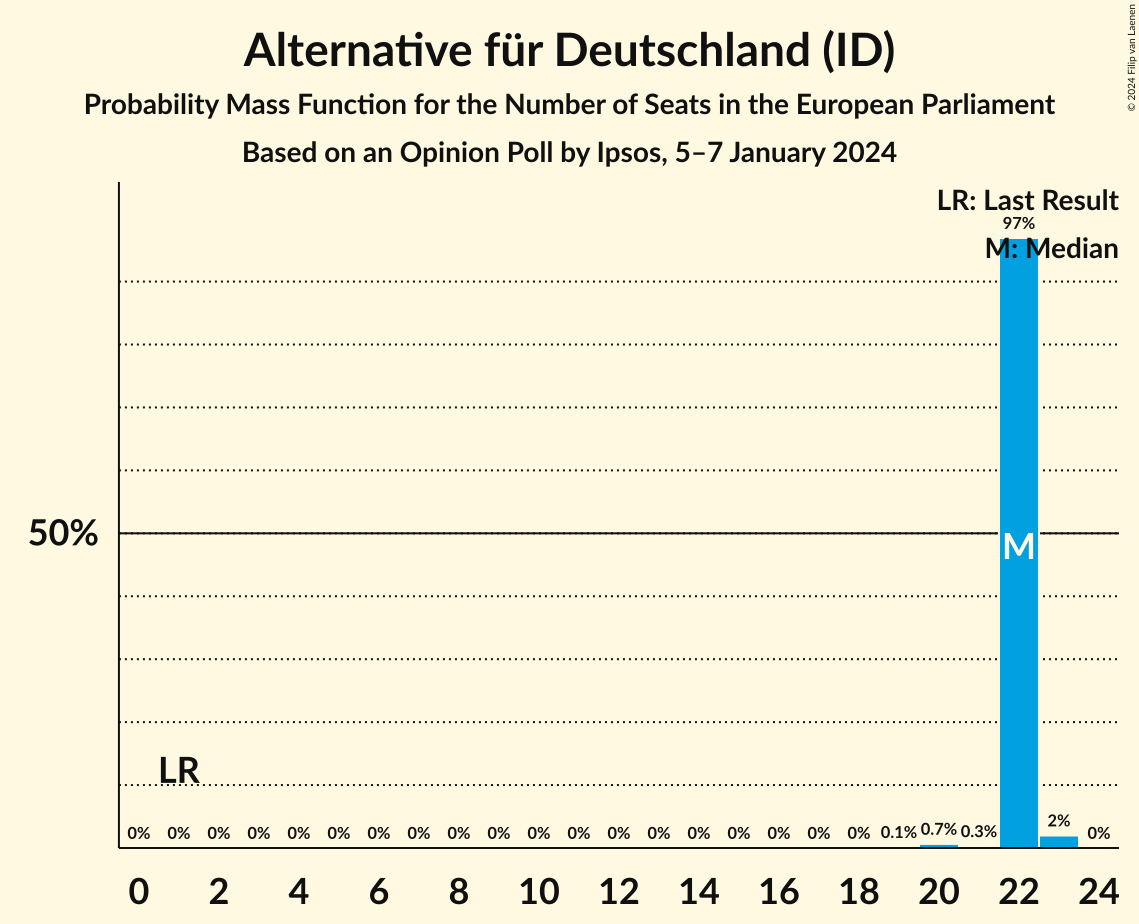 Alternative für Deutschland (ID)
Probability Mass Function for the Number of Seats in the European Parliament
Based on an Opinion Poll by Ipsos, 5–7 January 2024
© 2024 Filip van Laenen
LR: Last Result
97%
M: Median
50%
M
LR
0% 0% 0% 0% 0% 0% 0% 0% 0% 0% 0% 0% 0% 0% 0% 0% 0% 0% 0% 0.1% 0.7% 0.3% 2% 0%
0 2 4 6 8 10 12 14 16 18 20 22 24